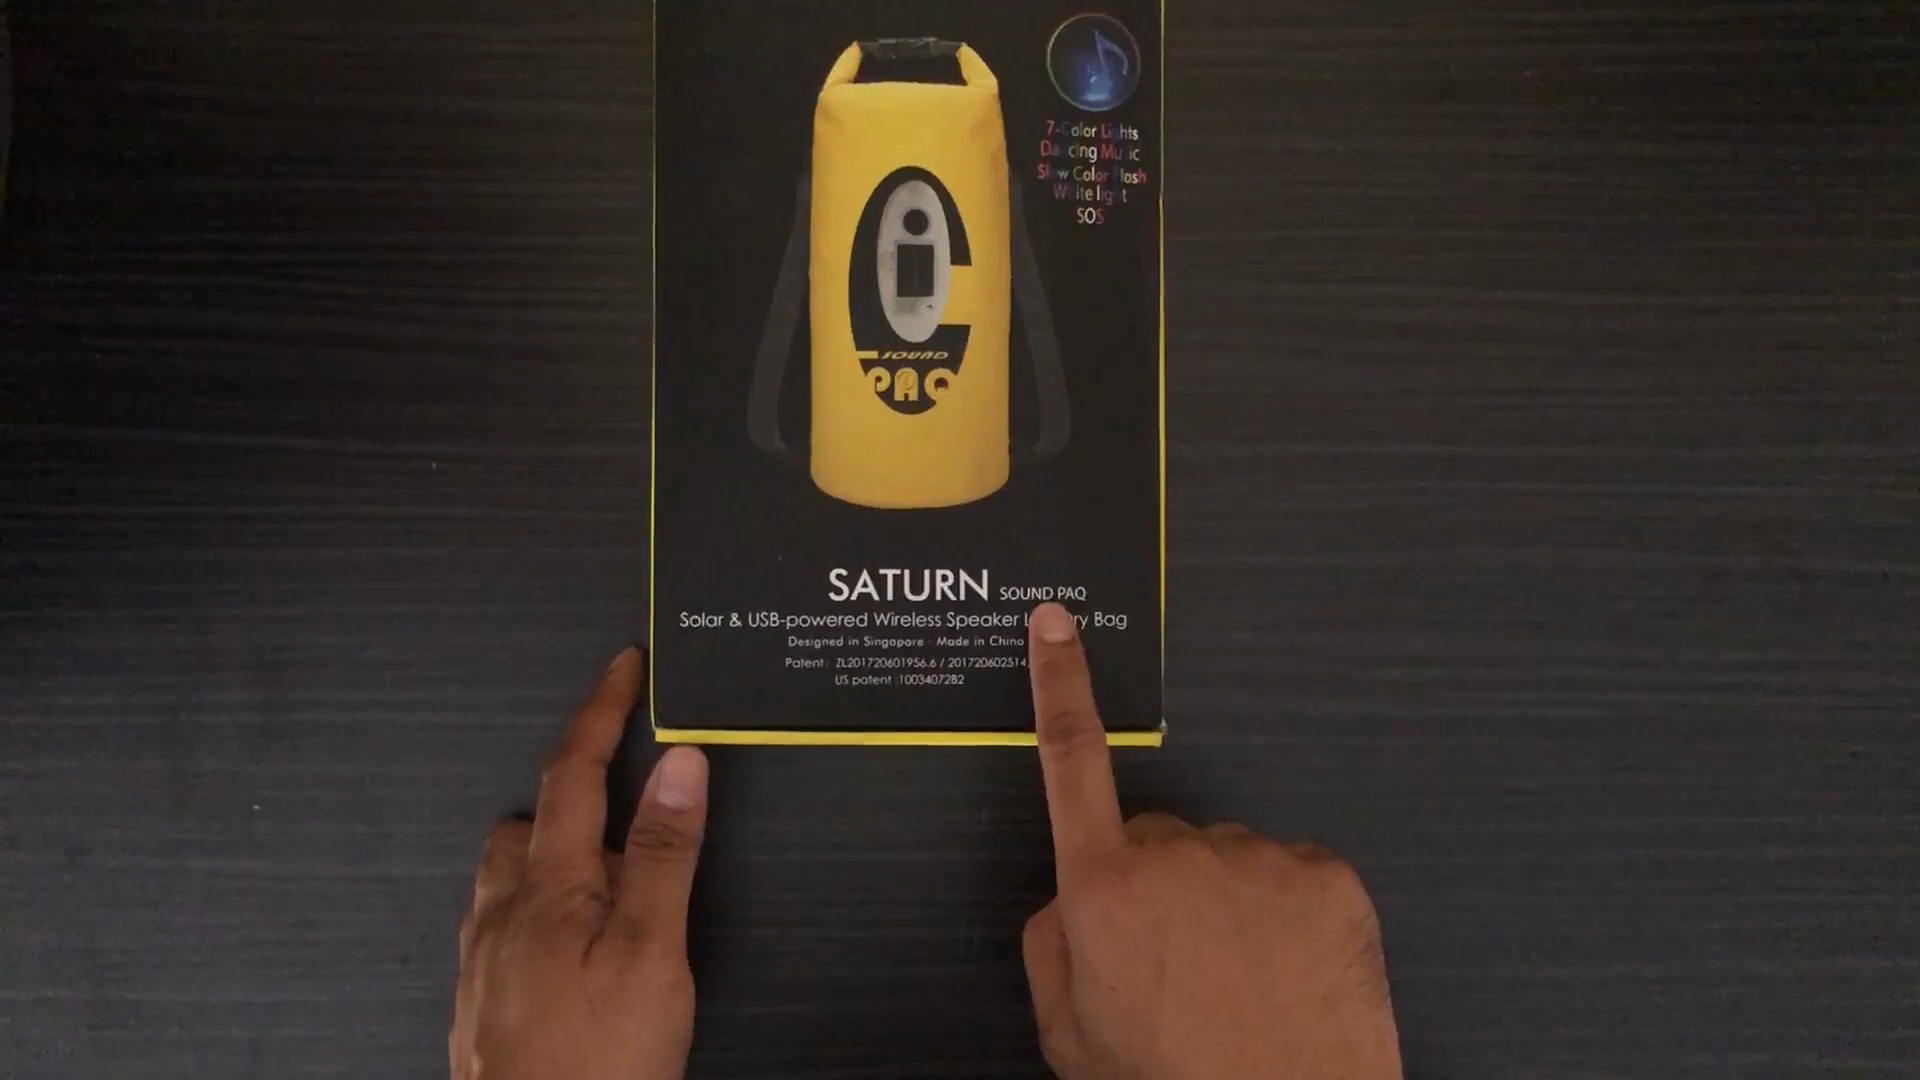 7-Color Lights
Dancing Music
Slow Color Flash
White light
SOS
SOUND
PAQ
SATURN SOUND PAQ
Solar & USB-powered Wireless Speaker Bag
Designed in Singapore · Made in China
Patent: ZL201720601956.6 / 201720602514.
US patent :1003407282